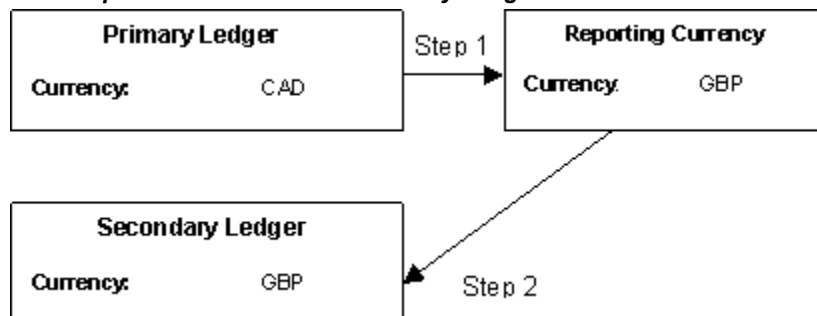 Primary Ledger
Currency: CAD
Step 1
Reporting Currency
Currency: GBP
Secondary Ledger
Currency: GBP
Step 2